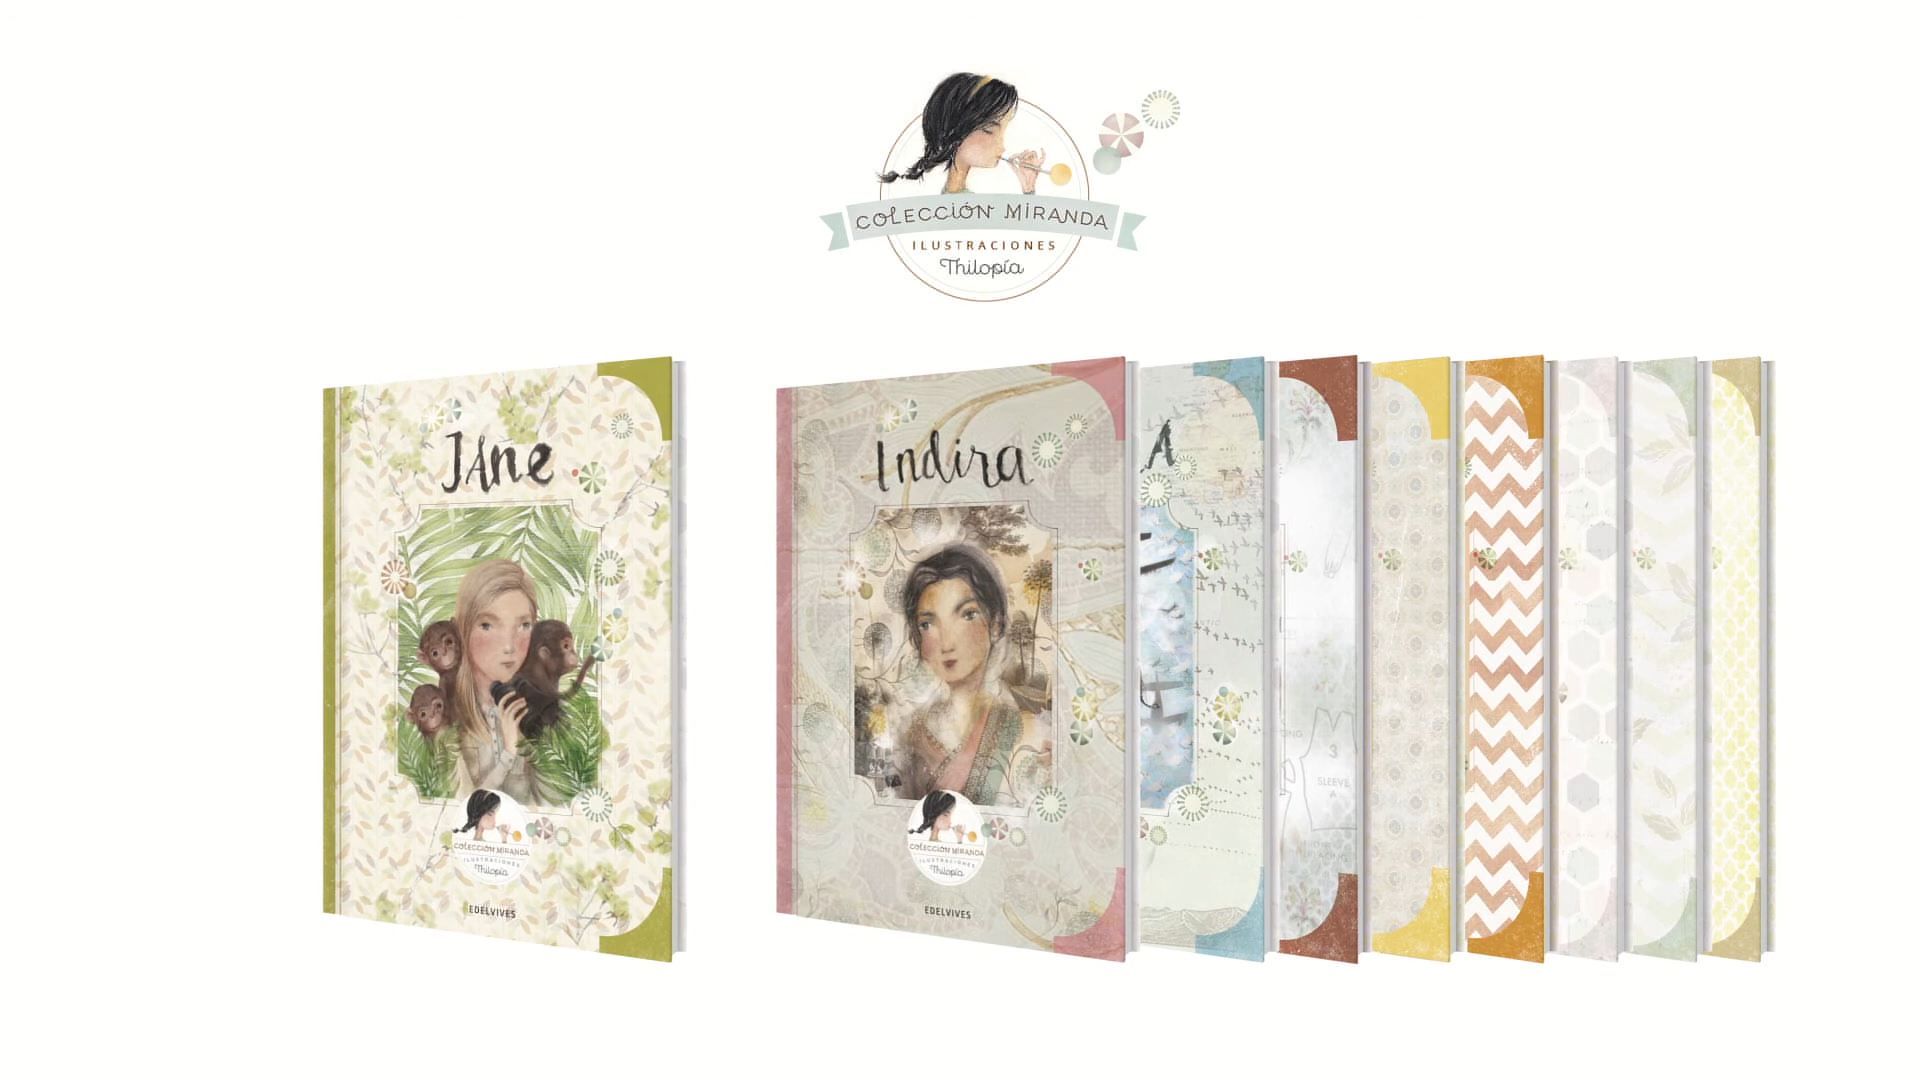 COLECCIÓN MIRANDA
ILUSTRACIONES
Thilopía
JAne
COLECCIÓN MIRANDA
ILUSTRACIONES
Thilopía
EDELVIVES
Indira
COLECCIÓN MIRANDA
ILUSTRACIONES
Thilopía
EDELVIVES
A
3
SLEEVE
A